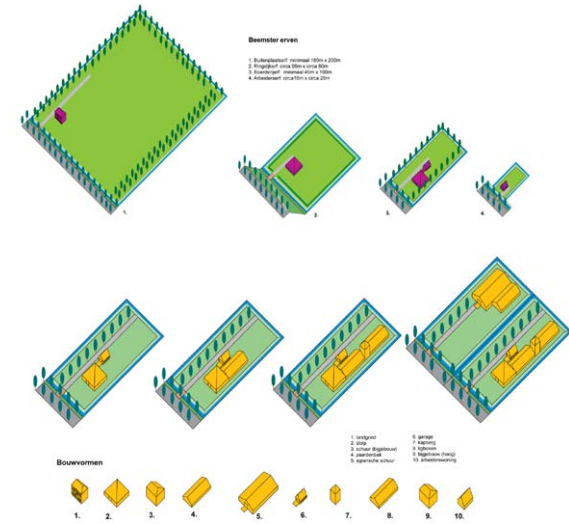 Beemster erven
1. Buitenplaatserf minimaal 150m x 200m
2. Ringdijkerf circa 95m x circa 80m
3. Boerderijerf minimaal 40m x 100m
4. Arbeiderserf circa15m x circa 20m
1.
2.
3.
4.
1. landgoed
2. stolp
3. schuur (bijgebouw)
4. paardenbak
5. agrarische schuur
6. garage
7. kapberg
8. ligboxen
9. bijgebouw (hoog)
10. arbeiderswoning
Bouwvormen
1. 2. 3. 4. 5. 6. 7. 8. 9. 10.